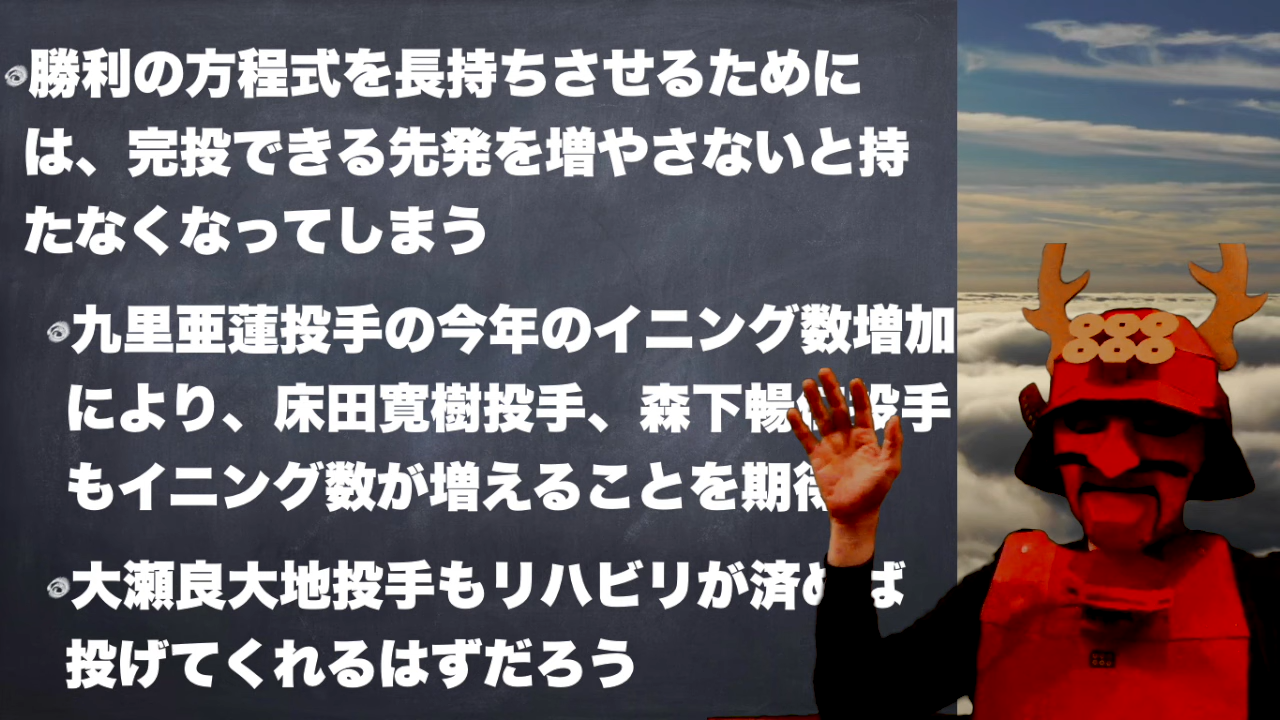 勝利の方程式を長持ちさせるために
は、完投できる先発を増やさないと持
たなくなってしまう
九里亜蓮投手の今年のイニング数増加
により、床田寛樹投手、森下暢 投手
もイニング数が増えることを期待
大瀬良大地投手もリハビリが済めば
投げてくれるはずだろう